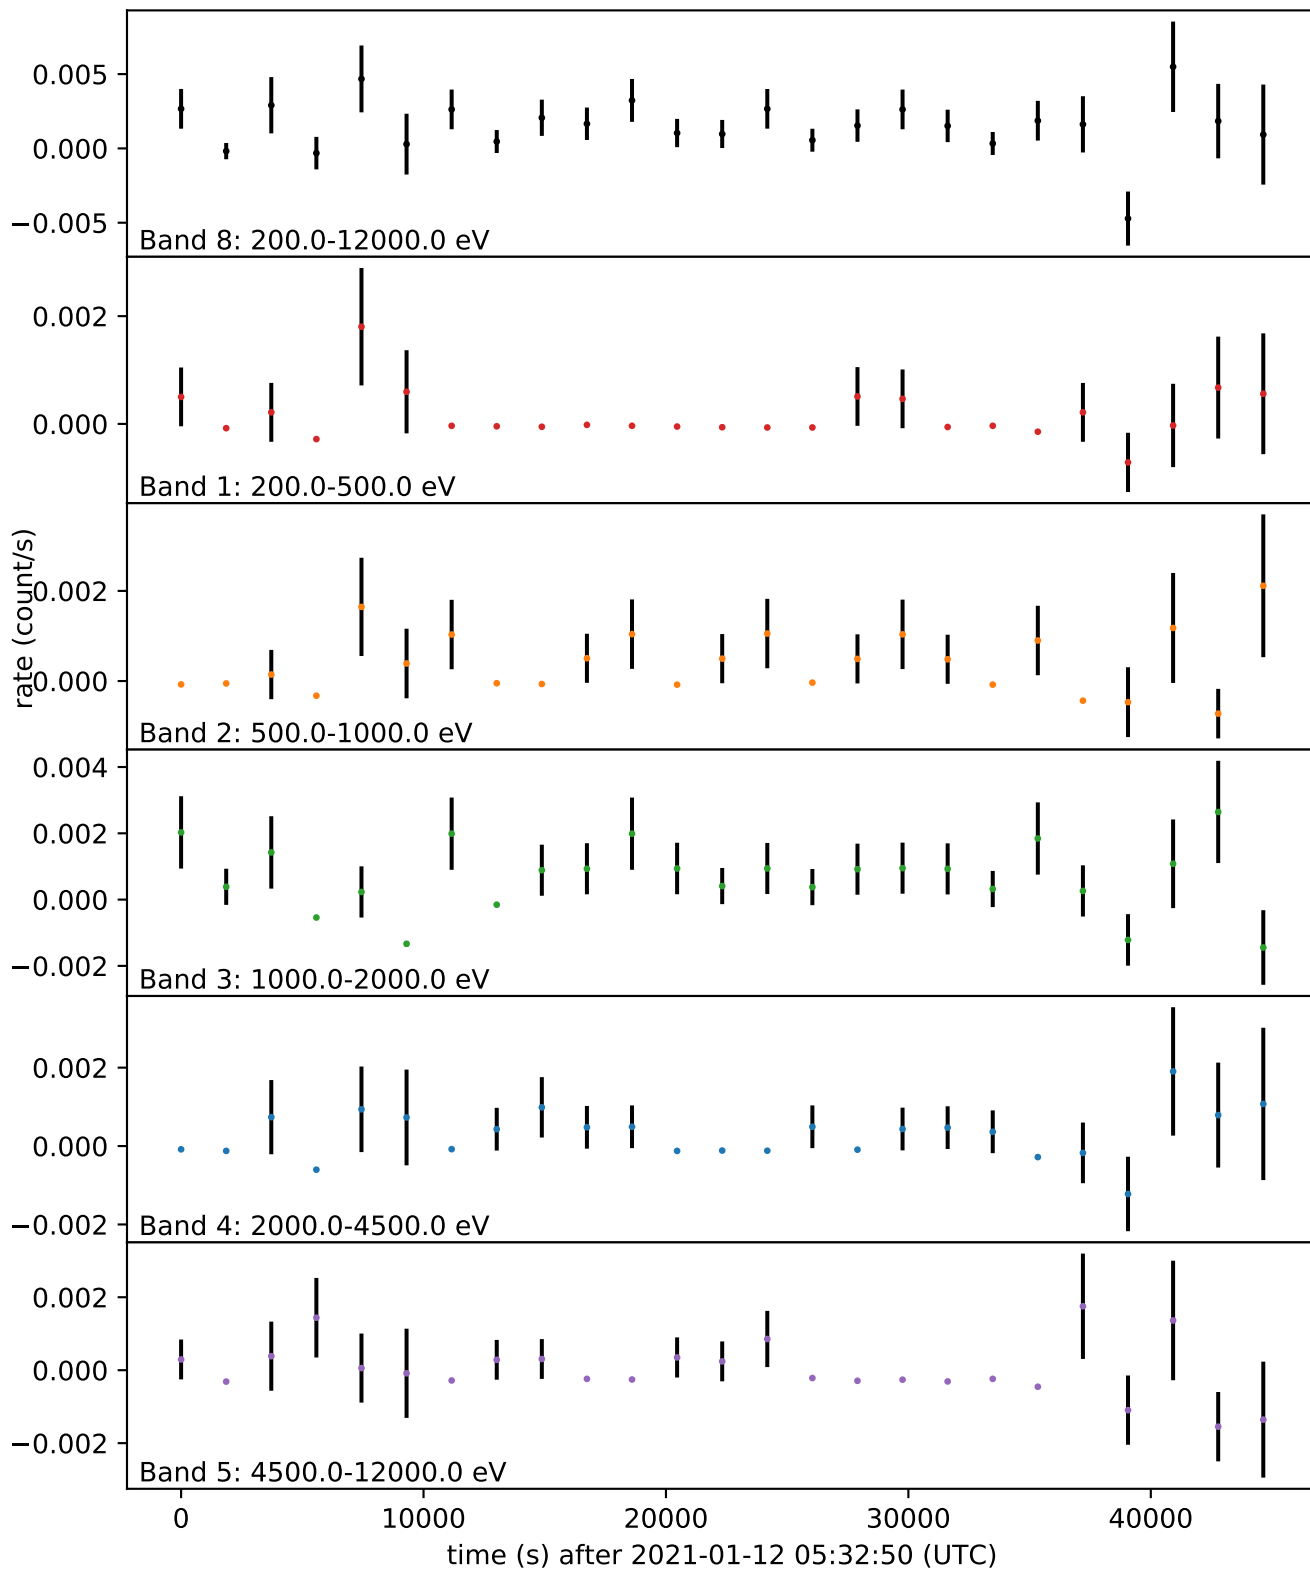 0.005
0.000
−0.005
Band 8: 200.0-12000.0 eV
0.002
0.000
Band 1: 200.0-500.0 eV
rate (count/s)
0.002
0.000
Band 2: 500.0-1000.0 eV
0.004
0.002
0.000
−0.002
Band 3: 1000.0-2000.0 eV
0.002
0.000
−0.002
Band 4: 2000.0-4500.0 eV
0.002
0.000
−0.002
Band 5: 4500.0-12000.0 eV
0 10000 20000 30000 40000
time (s) after 2021-01-12 05:32:50 (UTC)